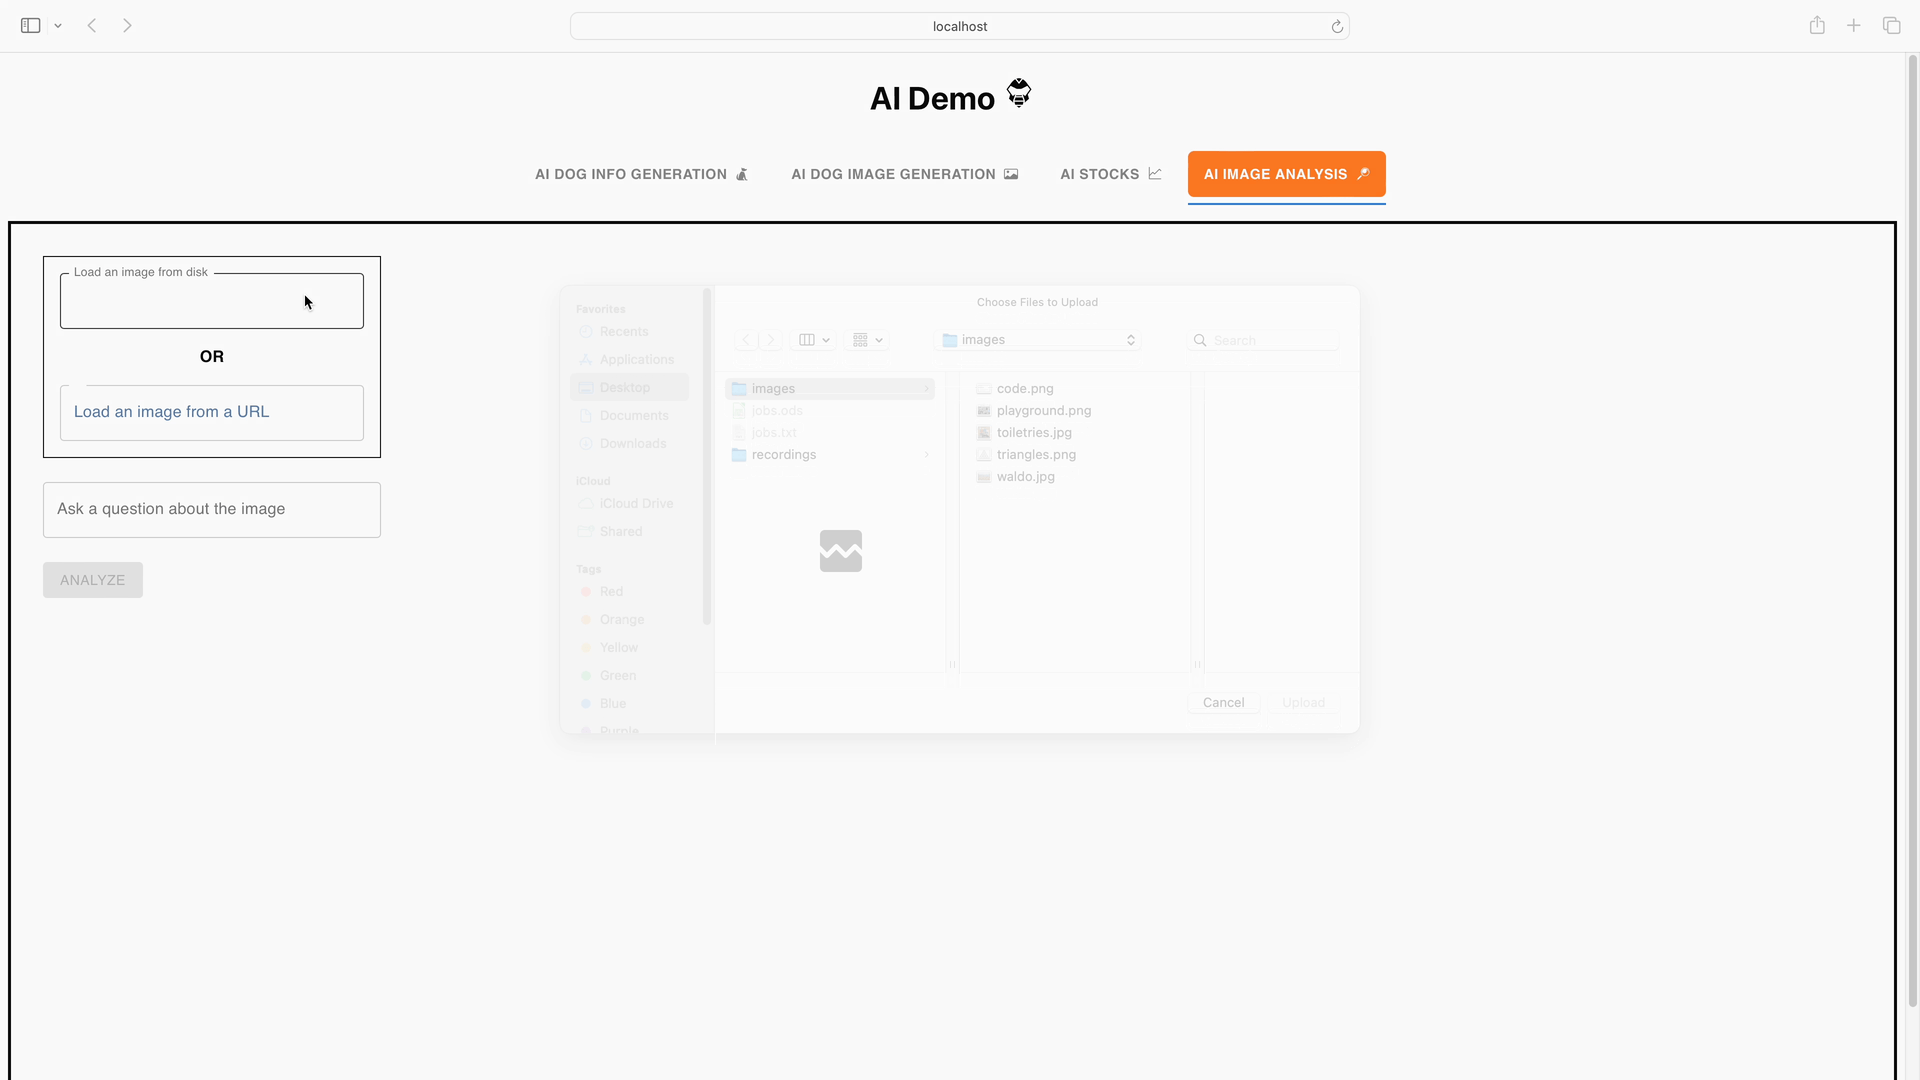 localhost
AI Demo
AI DOG INFO GENERATION
AI DOG IMAGE GENERATION
AI STOCKS
AI IMAGE ANALYSIS
Load an image from disk
OR
Load an image from a URL
Ask a question about the image
ANALYZE
Choose Files to Upload
Favorites
Recents
Applications
Desktop
Documents
Downloads
iCloud
iCloud Drive
Shared
Tags
Red
Orange
Yellow
Green
Blue
Purple
images
Search
images
jobs.ods
jobs.txt
recordings
code.png
playground.png
toiletries.jpg
triangles.png
waldo.jpg
Cancel
Upload